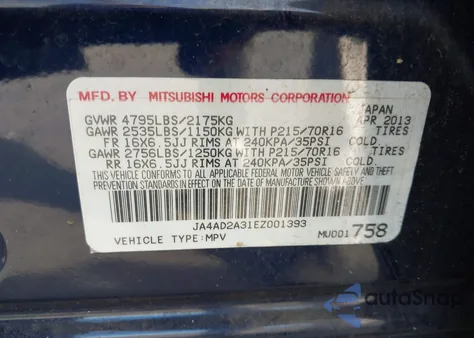 MFD. BY MITSUBISHI MOTORS CORPORATION JAPAN
GVWR 4795LBS/2175KG APR 2013
GAWR 2535LBS/1150KG WITH P215/70R16 TIRES
FR 16X6.5JJ RIMS AT 240KPA/35PSI COLD.
GAWR 2756LBS/1250KG WITH P215/70R16 TIRES
RR 16X6.5JJ RIMS AT 240KPA/35PSI COLD.
THIS VEHICLE CONFORMS TO ALL APPLICABLE FEDERAL MOTOR VEHICLE SAFETY AND THEFT PREVENTION STANDARDS IN EFFECT ON THE DATE OF MANUFACTURE SHOWN ABOVE.
JA4AD2A31EZ001393
VEHICLE TYPE:MPV MU001758
autoSnap